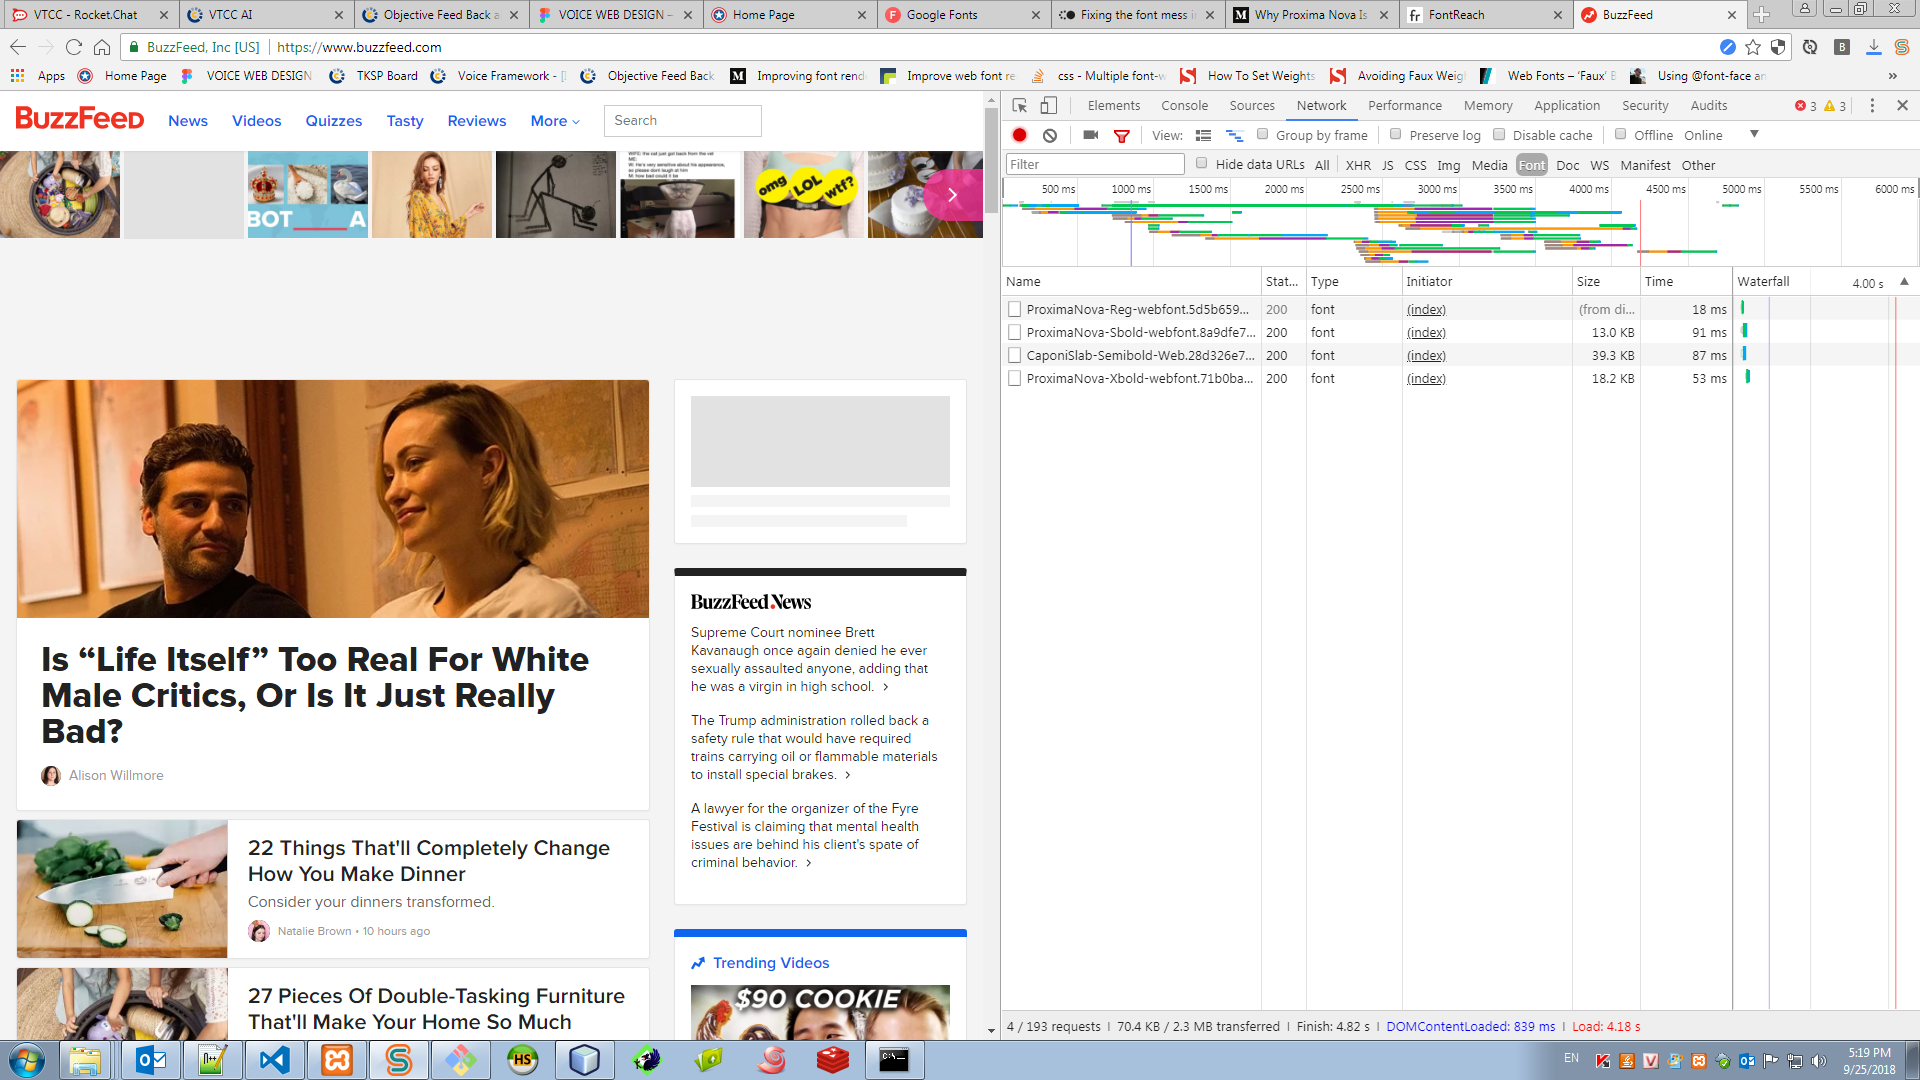 VTCC - Rocket.Chat
VTCC AI
Objective Feed Back a
VOICE WEB DESIGN –
Home Page
Google Fonts
Fixing the font mess i
Why Proxima Nova Is
FontReach
BuzzFeed
BuzzFeed, Inc [US] https://www.buzzfeed.com
Apps
Home Page
VOICE WEB DESIGN
TKSP Board
Voice Framework - [
Objective Feed Back
Improving font rend
Improve web font re
css - Multiple font-w
How To Set Weights
Avoiding Faux Weig
Web Fonts – ‘Faux’ B
Using @font-face an
»
BuzzFeed
News Videos Quizzes Tasty Reviews More
Search
BOT A
omg LOL wtf?
Is “Life Itself” Too Real For White
Male Critics, Or Is It Just Really
Bad?
Alison Willmore
22 Things That'll Completely Change
How You Make Dinner
Consider your dinners transformed.
Natalie Brown • 10 hours ago
27 Pieces Of Double-Tasking Furniture
That'll Make Your Home So Much
BuzzFeed.News
Supreme Court nominee Brett
Kavanaugh once again denied he ever
sexually assaulted anyone, adding that
he was a virgin in high school. >
The Trump administration rolled back a
safety rule that would have required
trains carrying oil or flammable materials
to install special brakes. >
A lawyer for the organizer of the Fyre
Festival is claiming that mental health
issues are behind his client's spate of
criminal behavior. >
Trending Videos
$90 COOKIE
Elements Console Sources Network Performance Memory Application Security Audits 3 3
View: Group by frame Preserve log Disable cache Offline Online
Filter Hide data URLs All XHR JS CSS Img Media Font Doc WS Manifest Other
500 ms 1000 ms 1500 ms 2000 ms 2500 ms 3000 ms 3500 ms 4000 ms 4500 ms 5000 ms 5500 ms 6000 ms
Name Stat... Type Initiator Size Time Waterfall 4.00 s
ProximaNova-Reg-webfont.5d5b659... 200 font (index) (from di... 18 ms
ProximaNova-Sbold-webfont.8a9dfe7... 200 font (index) 13.0 KB 91 ms
CaponiSlab-Semibold-Web.28d326e7... 200 font (index) 39.3 KB 87 ms
ProximaNova-Xbold-webfont.71b0ba... 200 font (index) 18.2 KB 53 ms
4 / 193 requests | 70.4 KB / 2.3 MB transferred | Finish: 4.82 s | DOMContentLoaded: 839 ms | Load: 4.18 s
EN
5:19 PM
9/25/2018